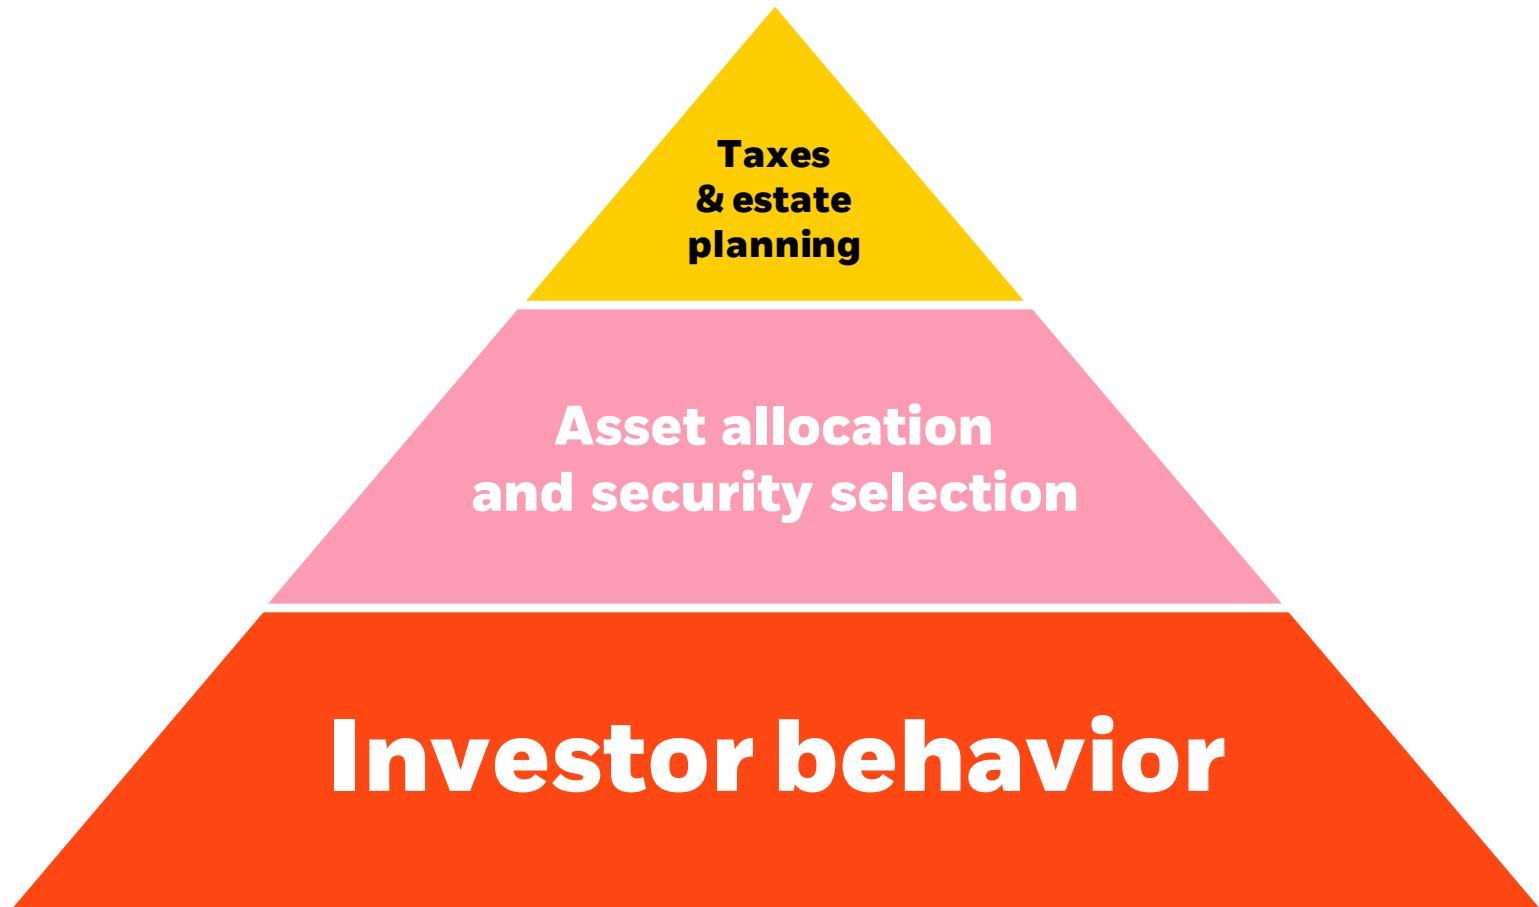 Taxes
& estate
planning
Asset allocation
and security selection
Investor behavior